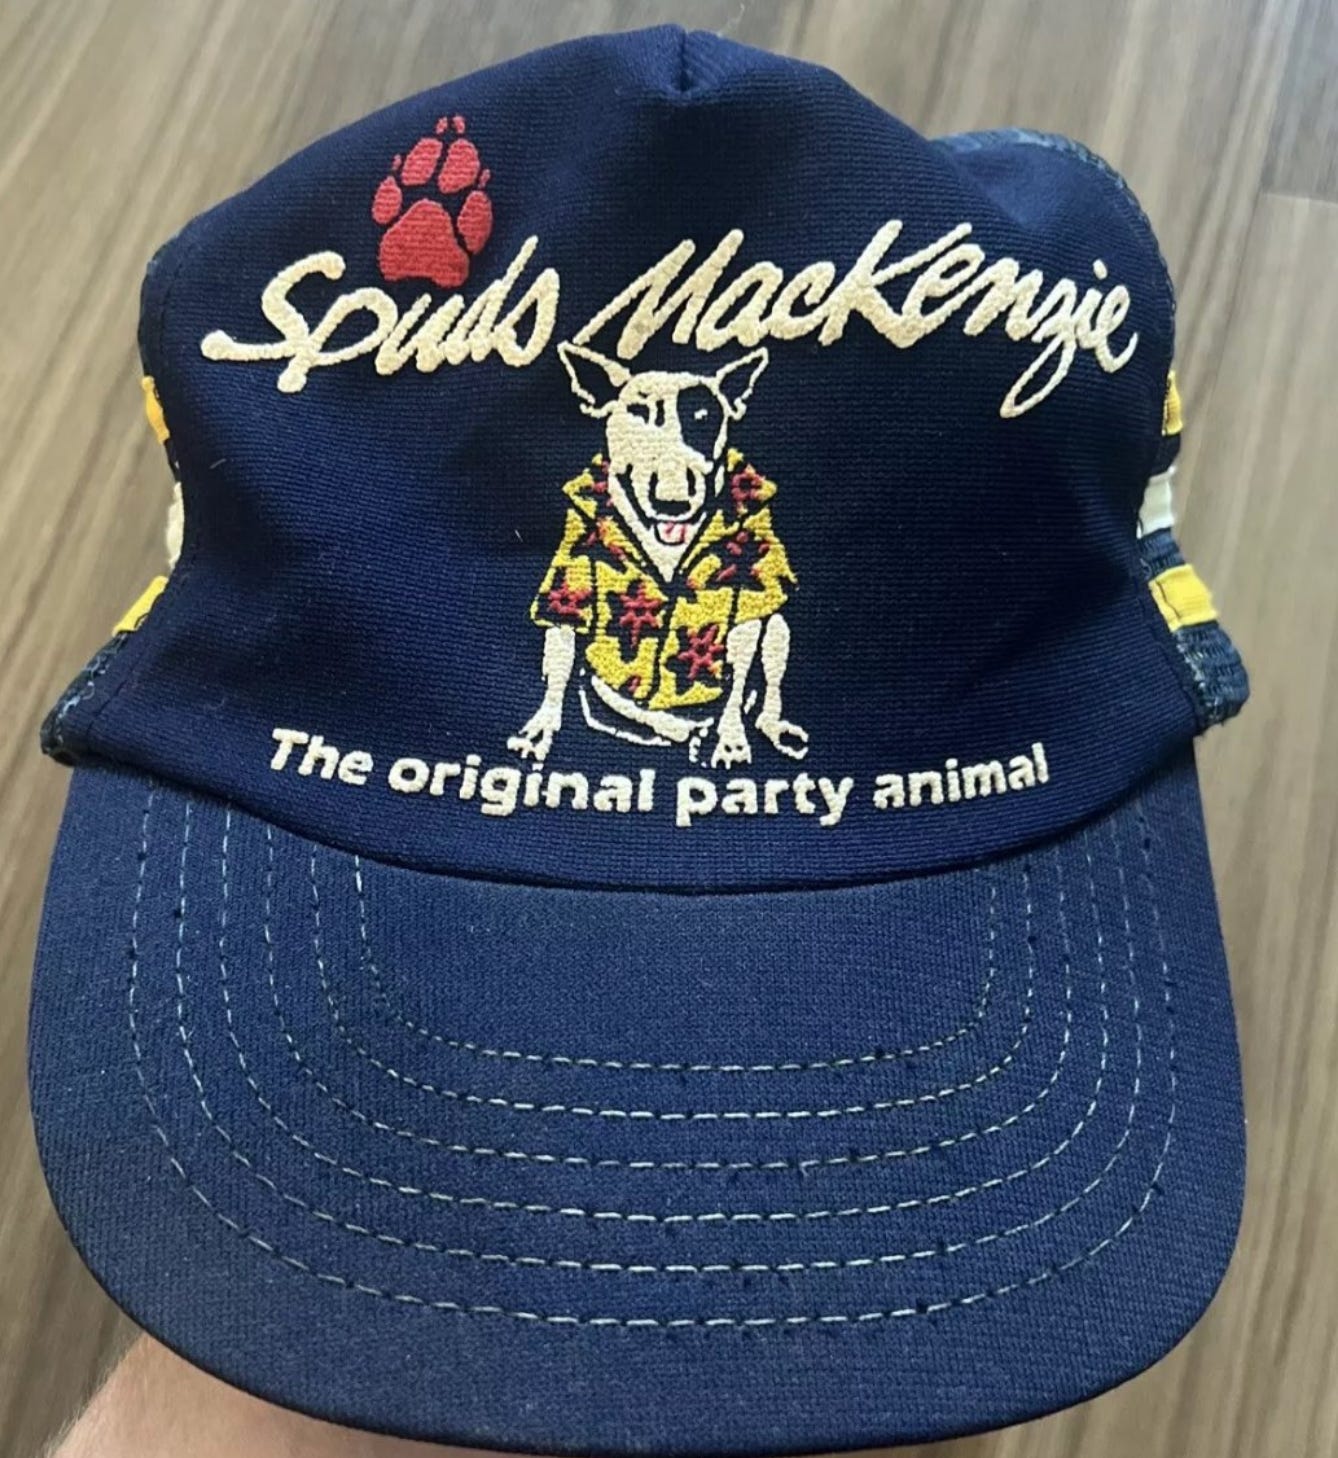 Spuds MacKenzie
The original party animal